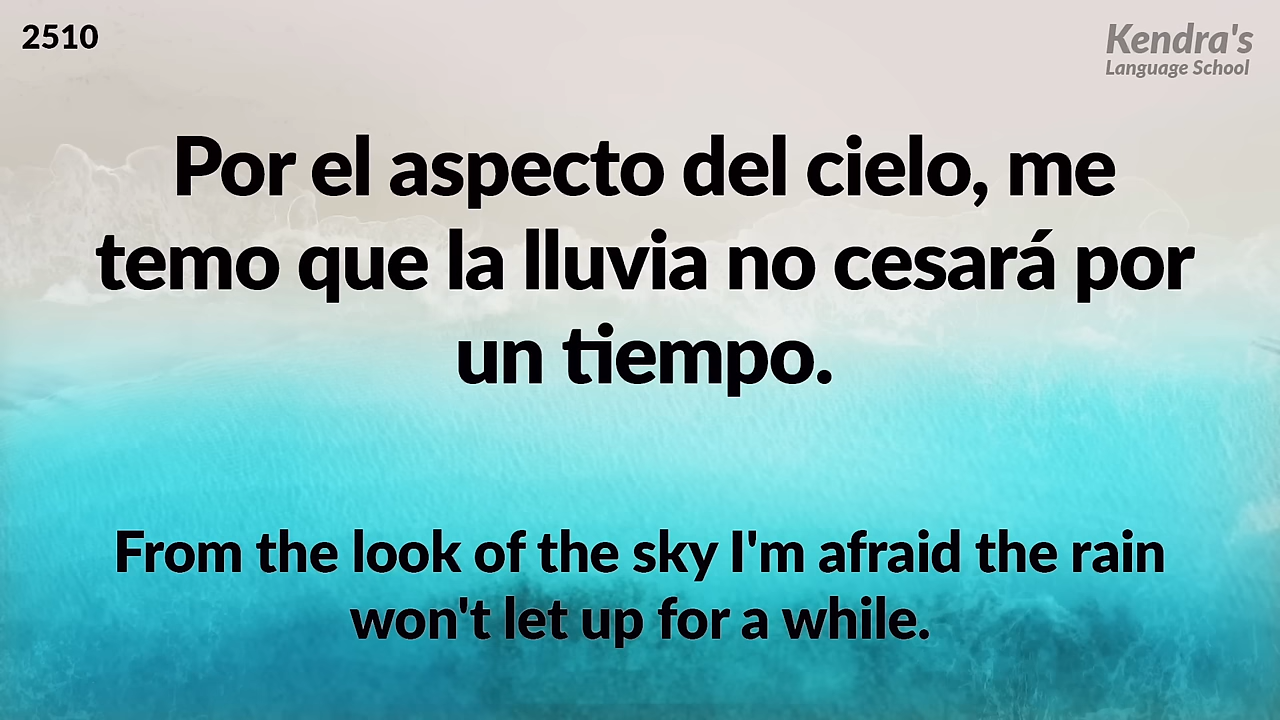 2510
Kendra's
Language School
Por el aspecto del cielo, me
temo que la lluvia no cesará por
un tiempo.
From the look of the sky I'm afraid the rain
won't let up for a while.